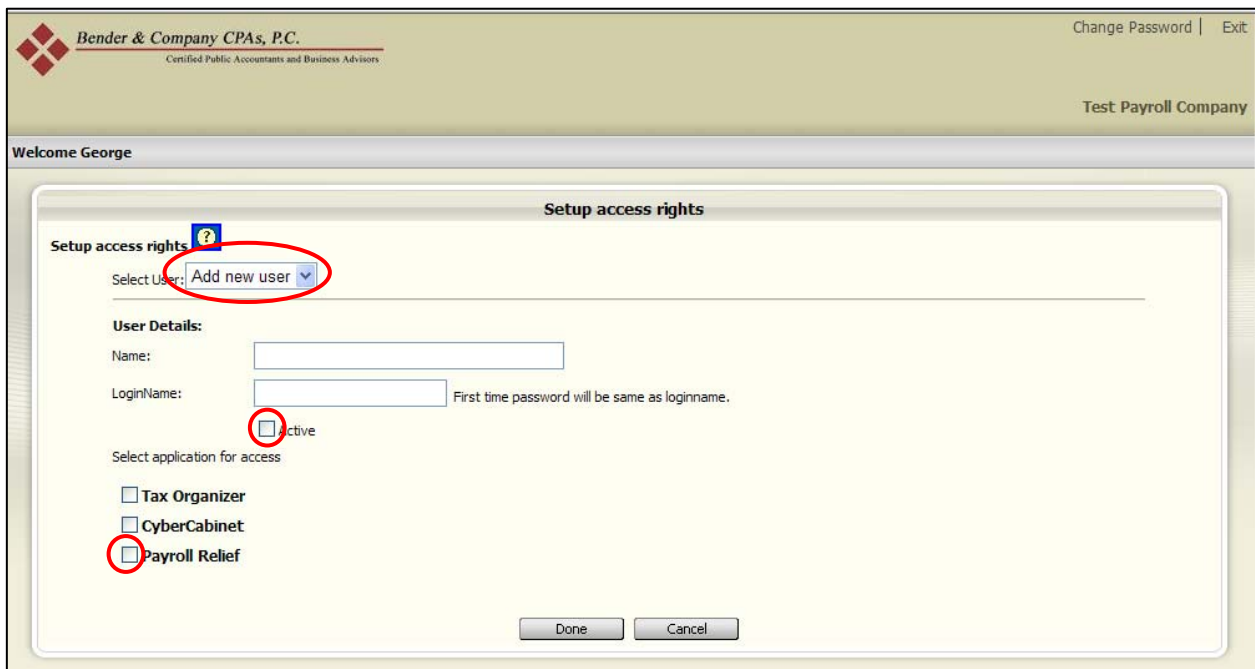 Bender & Company CPAs, P.C.
Certified Public Accountants and Business Advisors
Change Password | Exit
Test Payroll Company
Welcome George
Setup access rights
Setup access rights ?
Select User: Add new user
User Details:
Name:
LoginName: First time password will be same as loginname.
Active
Select application for access
Tax Organizer
CyberCabinet
Payroll Relief
Done Cancel